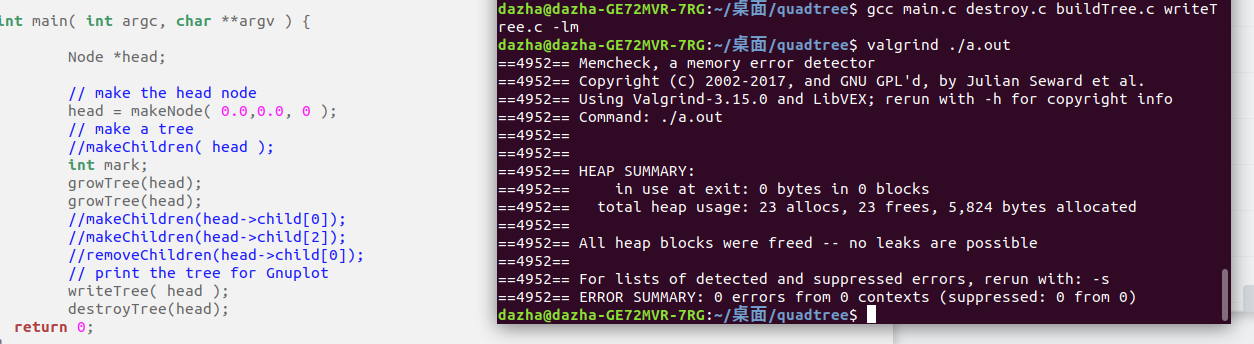 int main( int argc, char **argv ) {
Node *head;
// make the head node
head = makeNode( 0.0,0.0, 0 );
// make a tree
//makeChildren( head );
int mark;
growTree(head);
growTree(head);
//makeChildren(head->child[0]);
//makeChildren(head->child[2]);
//removeChildren(head->child[0]);
// print the tree for Gnuplot
writeTree( head );
destroyTree(head);
return 0;
dazha@dazha-GE72MVR-7RG:~/桌面/quadtree$ gcc main.c destroy.c buildTree.c writeT
ree.c -lm
dazha@dazha-GE72MVR-7RG:~/桌面/quadtree$ valgrind ./a.out
==4952== Memcheck, a memory error detector
==4952== Copyright (C) 2002-2017, and GNU GPL'd, by Julian Seward et al.
==4952== Using Valgrind-3.15.0 and LibVEX; rerun with -h for copyright info
==4952== Command: ./a.out
==4952==
==4952==
==4952== HEAP SUMMARY:
==4952==     in use at exit: 0 bytes in 0 blocks
==4952==   total heap usage: 23 allocs, 23 frees, 5,824 bytes allocated
==4952==
==4952== All heap blocks were freed -- no leaks are possible
==4952==
==4952== For lists of detected and suppressed errors, rerun with: -s
==4952== ERROR SUMMARY: 0 errors from 0 contexts (suppressed: 0 from 0)
dazha@dazha-GE72MVR-7RG:~/桌面/quadtree$